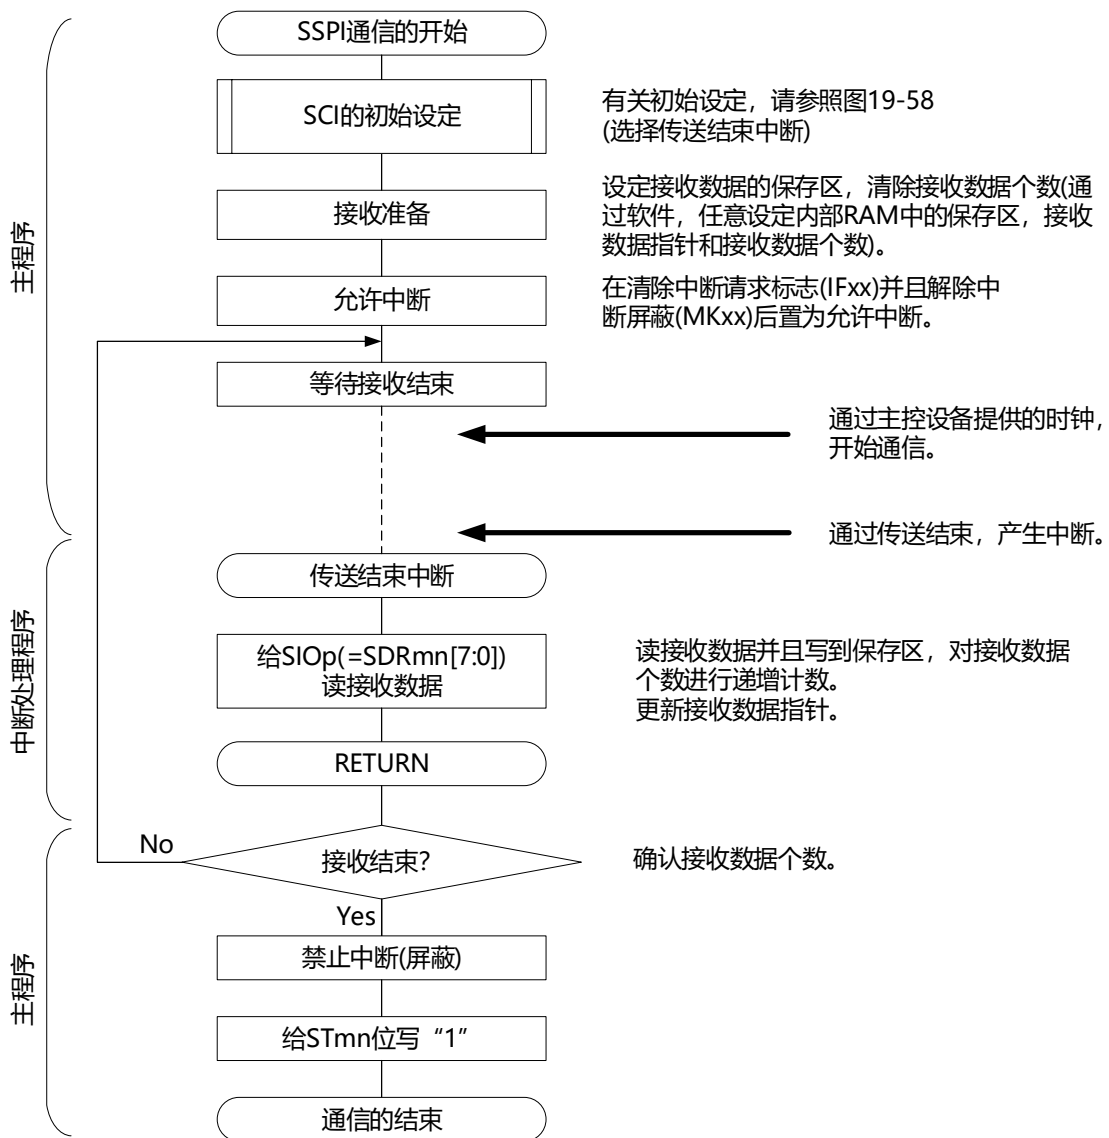 SSPI通信的开始
SCI的初始设定
有关初始设定，请参照图19-58
(选择传送结束中断)
接收准备
设定接收数据的保存区，清除接收数据个数(通
过软件，任意设定内部RAM中的保存区，接收
数据指针和接收数据个数)。
主程序
允许中断
在清除中断请求标志(IFxx)并且解除中
断屏蔽(MKxx)后置为允许中断。
等待接收结束
通过主控设备提供的时钟，
开始通信。
通过传送结束，产生中断。
传送结束中断
中断处理程序
给SIOp(=SDRmn[7:0])
读接收数据
读接收数据并且写到保存区，对接收数据
个数进行递增计数。
更新接收数据指针。
RETURN
No
接收结束?
确认接收数据个数。
Yes
禁止中断(屏蔽)
主程序
给STmn位写“1”
通信的结束